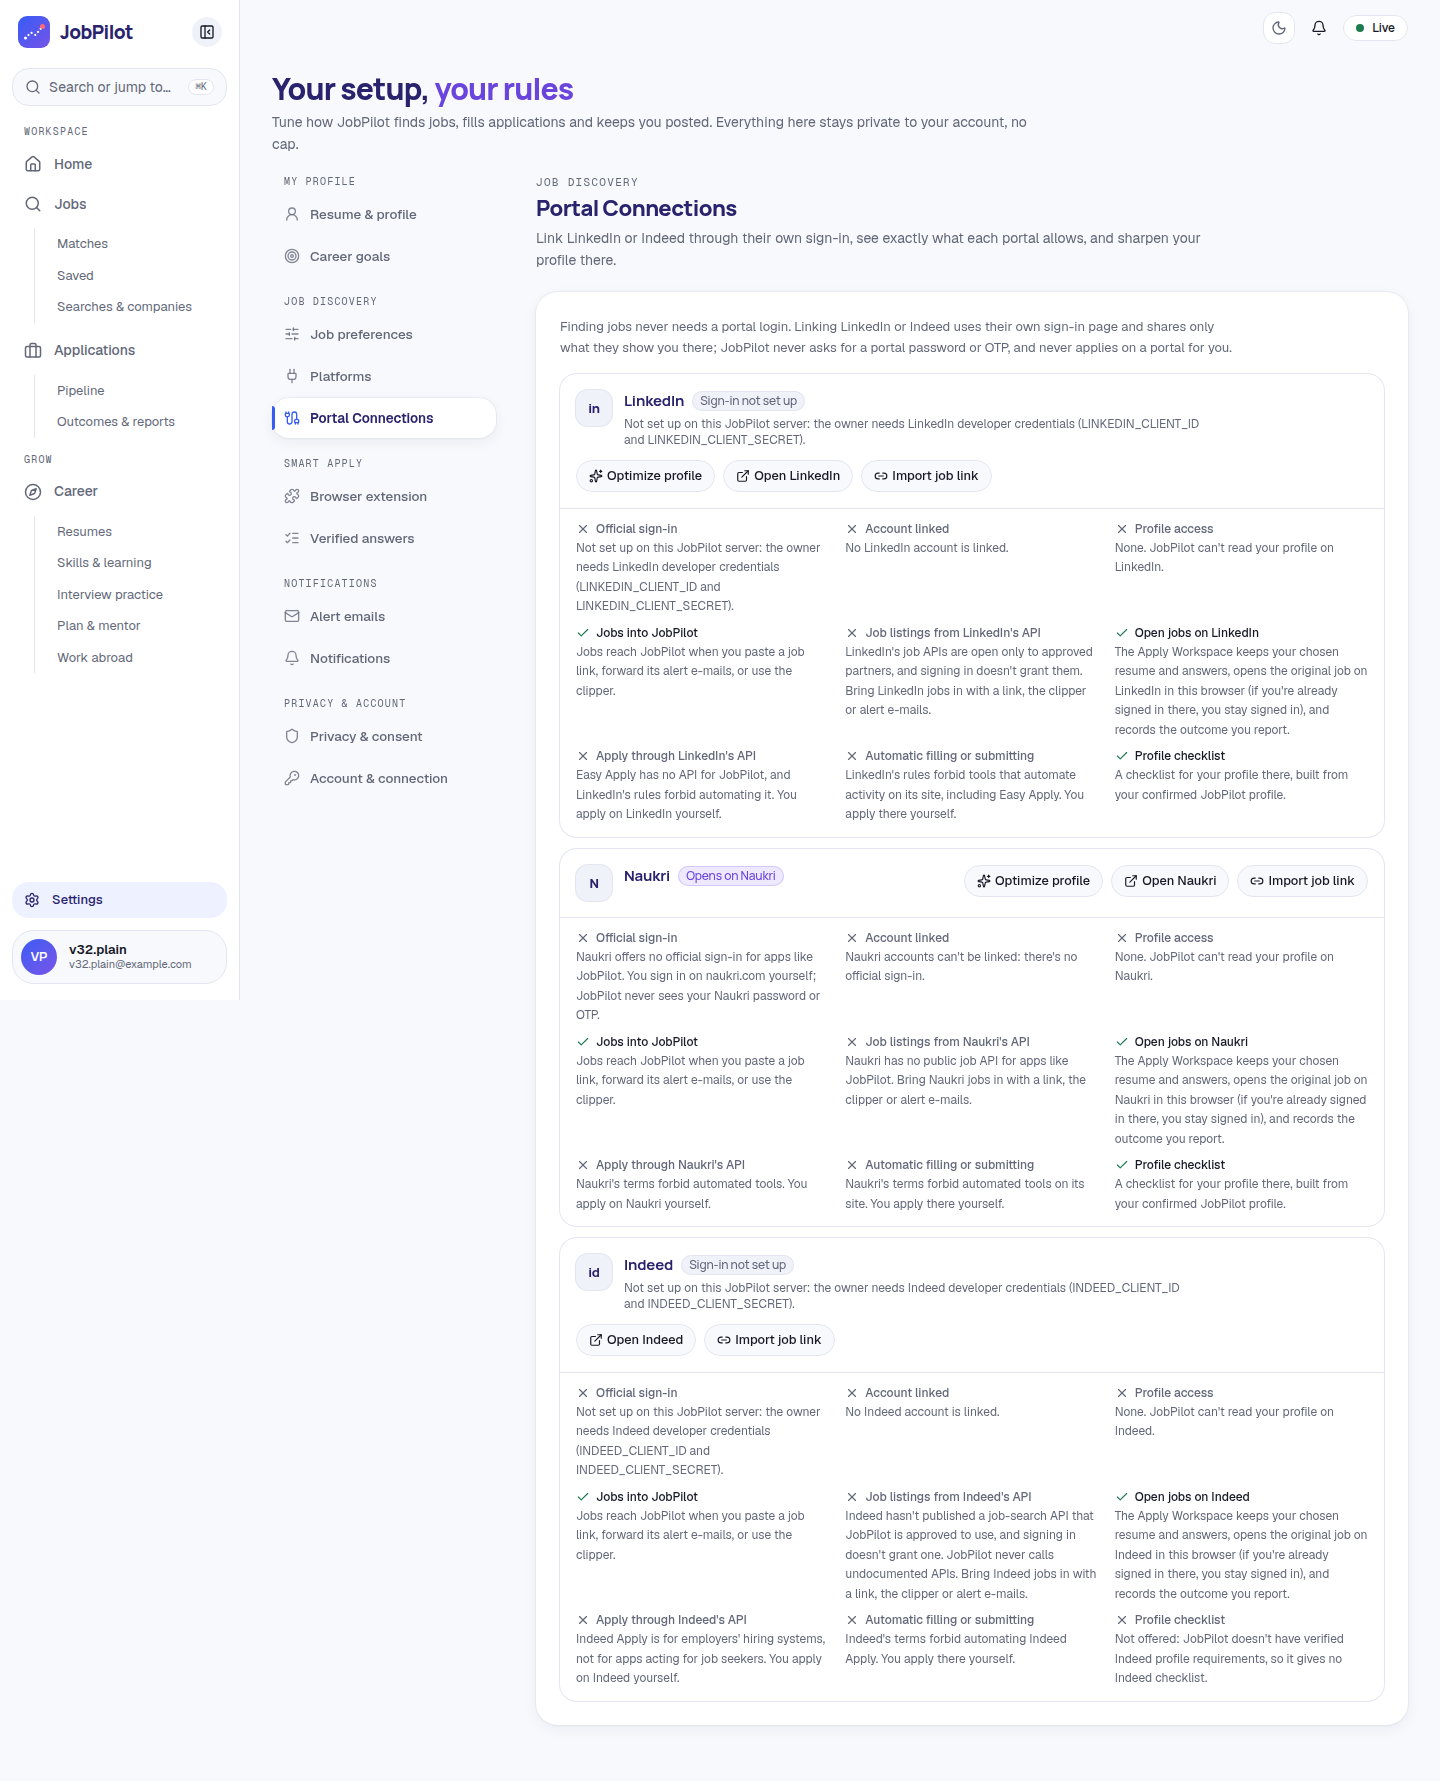 JobPilot
Search or jump to...
⌘K
WORKSPACE
Home
Jobs
Matches
Saved
Searches & companies
Applications
Pipeline
Outcomes & reports
GROW
Career
Resumes
Skills & learning
Interview practice
Plan & mentor
Work abroad
Settings
VP
v32.plain
v32.plain@example.com
Live
Your setup, your rules
Tune how JobPilot finds jobs, fills applications and keeps you posted. Everything here stays private to your account, no
cap.
MY PROFILE
Resume & profile
Career goals
JOB DISCOVERY
Job preferences
Platforms
Portal Connections
SMART APPLY
Browser extension
Verified answers
NOTIFICATIONS
Alert emails
Notifications
PRIVACY & ACCOUNT
Privacy & consent
Account & connection
JOB DISCOVERY
Portal Connections
Link LinkedIn or Indeed through their own sign-in, see exactly what each portal allows, and sharpen your
profile there.
Finding jobs never needs a portal login. Linking LinkedIn or Indeed uses their own sign-in page and shares only
what they show you there; JobPilot never asks for a portal password or OTP, and never applies on a portal for you.
in
LinkedIn
Sign-in not set up
Not set up on this JobPilot server: the owner needs LinkedIn developer credentials (LINKEDIN_CLIENT_ID
and LINKEDIN_CLIENT_SECRET).
Optimize profile
Open LinkedIn
Import job link
Official sign-in
Not set up on this JobPilot server: the owner
needs LinkedIn developer credentials
(LINKEDIN_CLIENT_ID and
LINKEDIN_CLIENT_SECRET).
Account linked
No LinkedIn account is linked.
Profile access
None. JobPilot can't read your profile on
LinkedIn.
Jobs into JobPilot
Jobs reach JobPilot when you paste a job
link, forward its alert e-mails, or use the
clipper.
Job listings from LinkedIn's API
LinkedIn's job APIs are open only to approved
partners, and signing in doesn't grant them.
Bring LinkedIn jobs in with a link, the clipper
or alert e-mails.
Open jobs on LinkedIn
The Apply Workspace keeps your chosen
resume and answers, opens the original job on
LinkedIn in this browser (if you're already
signed in there, you stay signed in), and
records the outcome you report.
Apply through LinkedIn's API
Easy Apply has no API for JobPilot, and
LinkedIn's rules forbid automating it. You
apply on LinkedIn yourself.
Automatic filling or submitting
LinkedIn's rules forbid tools that automate
activity on its site, including Easy Apply. You
apply there yourself.
Profile checklist
A checklist for your profile there, built from
your confirmed JobPilot profile.
N
Naukri
Opens on Naukri
Optimize profile
Open Naukri
Import job link
Official sign-in
Naukri offers no official sign-in for apps like
JobPilot. You sign in on naukri.com yourself;
JobPilot never sees your Naukri password or
OTP.
Account linked
Naukri accounts can't be linked: there's no
official sign-in.
Profile access
None. JobPilot can't read your profile on
Naukri.
Jobs into JobPilot
Jobs reach JobPilot when you paste a job
link, forward its alert e-mails, or use the
clipper.
Job listings from Naukri's API
Naukri has no public job API for apps like
JobPilot. Bring Naukri jobs in with a link, the
clipper or alert e-mails.
Open jobs on Naukri
The Apply Workspace keeps your chosen
resume and answers, opens the original job on
Naukri in this browser (if you're already signed
in there, you stay signed in), and records the
outcome you report.
Apply through Naukri's API
Naukri's terms forbid automated tools. You
apply on Naukri yourself.
Automatic filling or submitting
Naukri's terms forbid automated tools on its
site. You apply there yourself.
Profile checklist
A checklist for your profile there, built from
your confirmed JobPilot profile.
id
Indeed
Sign-in not set up
Not set up on this JobPilot server: the owner needs Indeed developer credentials (INDEED_CLIENT_ID
and INDEED_CLIENT_SECRET).
Open Indeed
Import job link
Official sign-in
Not set up on this JobPilot server: the owner
needs Indeed developer credentials
(INDEED_CLIENT_ID and
INDEED_CLIENT_SECRET).
Account linked
No Indeed account is linked.
Profile access
None. JobPilot can't read your profile on
Indeed.
Jobs into JobPilot
Jobs reach JobPilot when you paste a job
link, forward its alert e-mails, or use the
clipper.
Job listings from Indeed's API
Indeed hasn't published a job-search API that
JobPilot is approved to use, and signing in
doesn't grant one. JobPilot never calls
undocumented APIs. Bring Indeed jobs in with
a link, the clipper or alert e-mails.
Open jobs on Indeed
The Apply Workspace keeps your chosen
resume and answers, opens the original job on
Indeed in this browser (if you're already
signed in there, you stay signed in), and
records the outcome you report.
Apply through Indeed's API
Indeed Apply is for employers' hiring systems,
not for apps acting for job seekers. You apply
on Indeed yourself.
Automatic filling or submitting
Indeed's terms forbid automating Indeed
Apply. You apply there yourself.
Profile checklist
Not offered: JobPilot doesn't have verified
Indeed profile requirements, so it gives no
Indeed checklist.